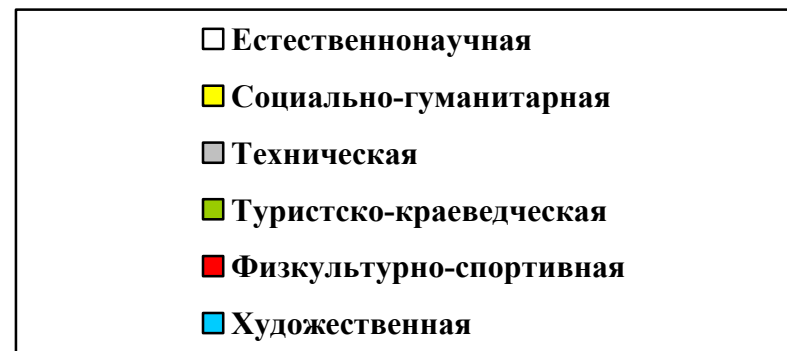 Естественнонаучная
Социально-гуманитарная
Техническая
Туристско-краеведческая
Физкультурно-спортивная
Художественная